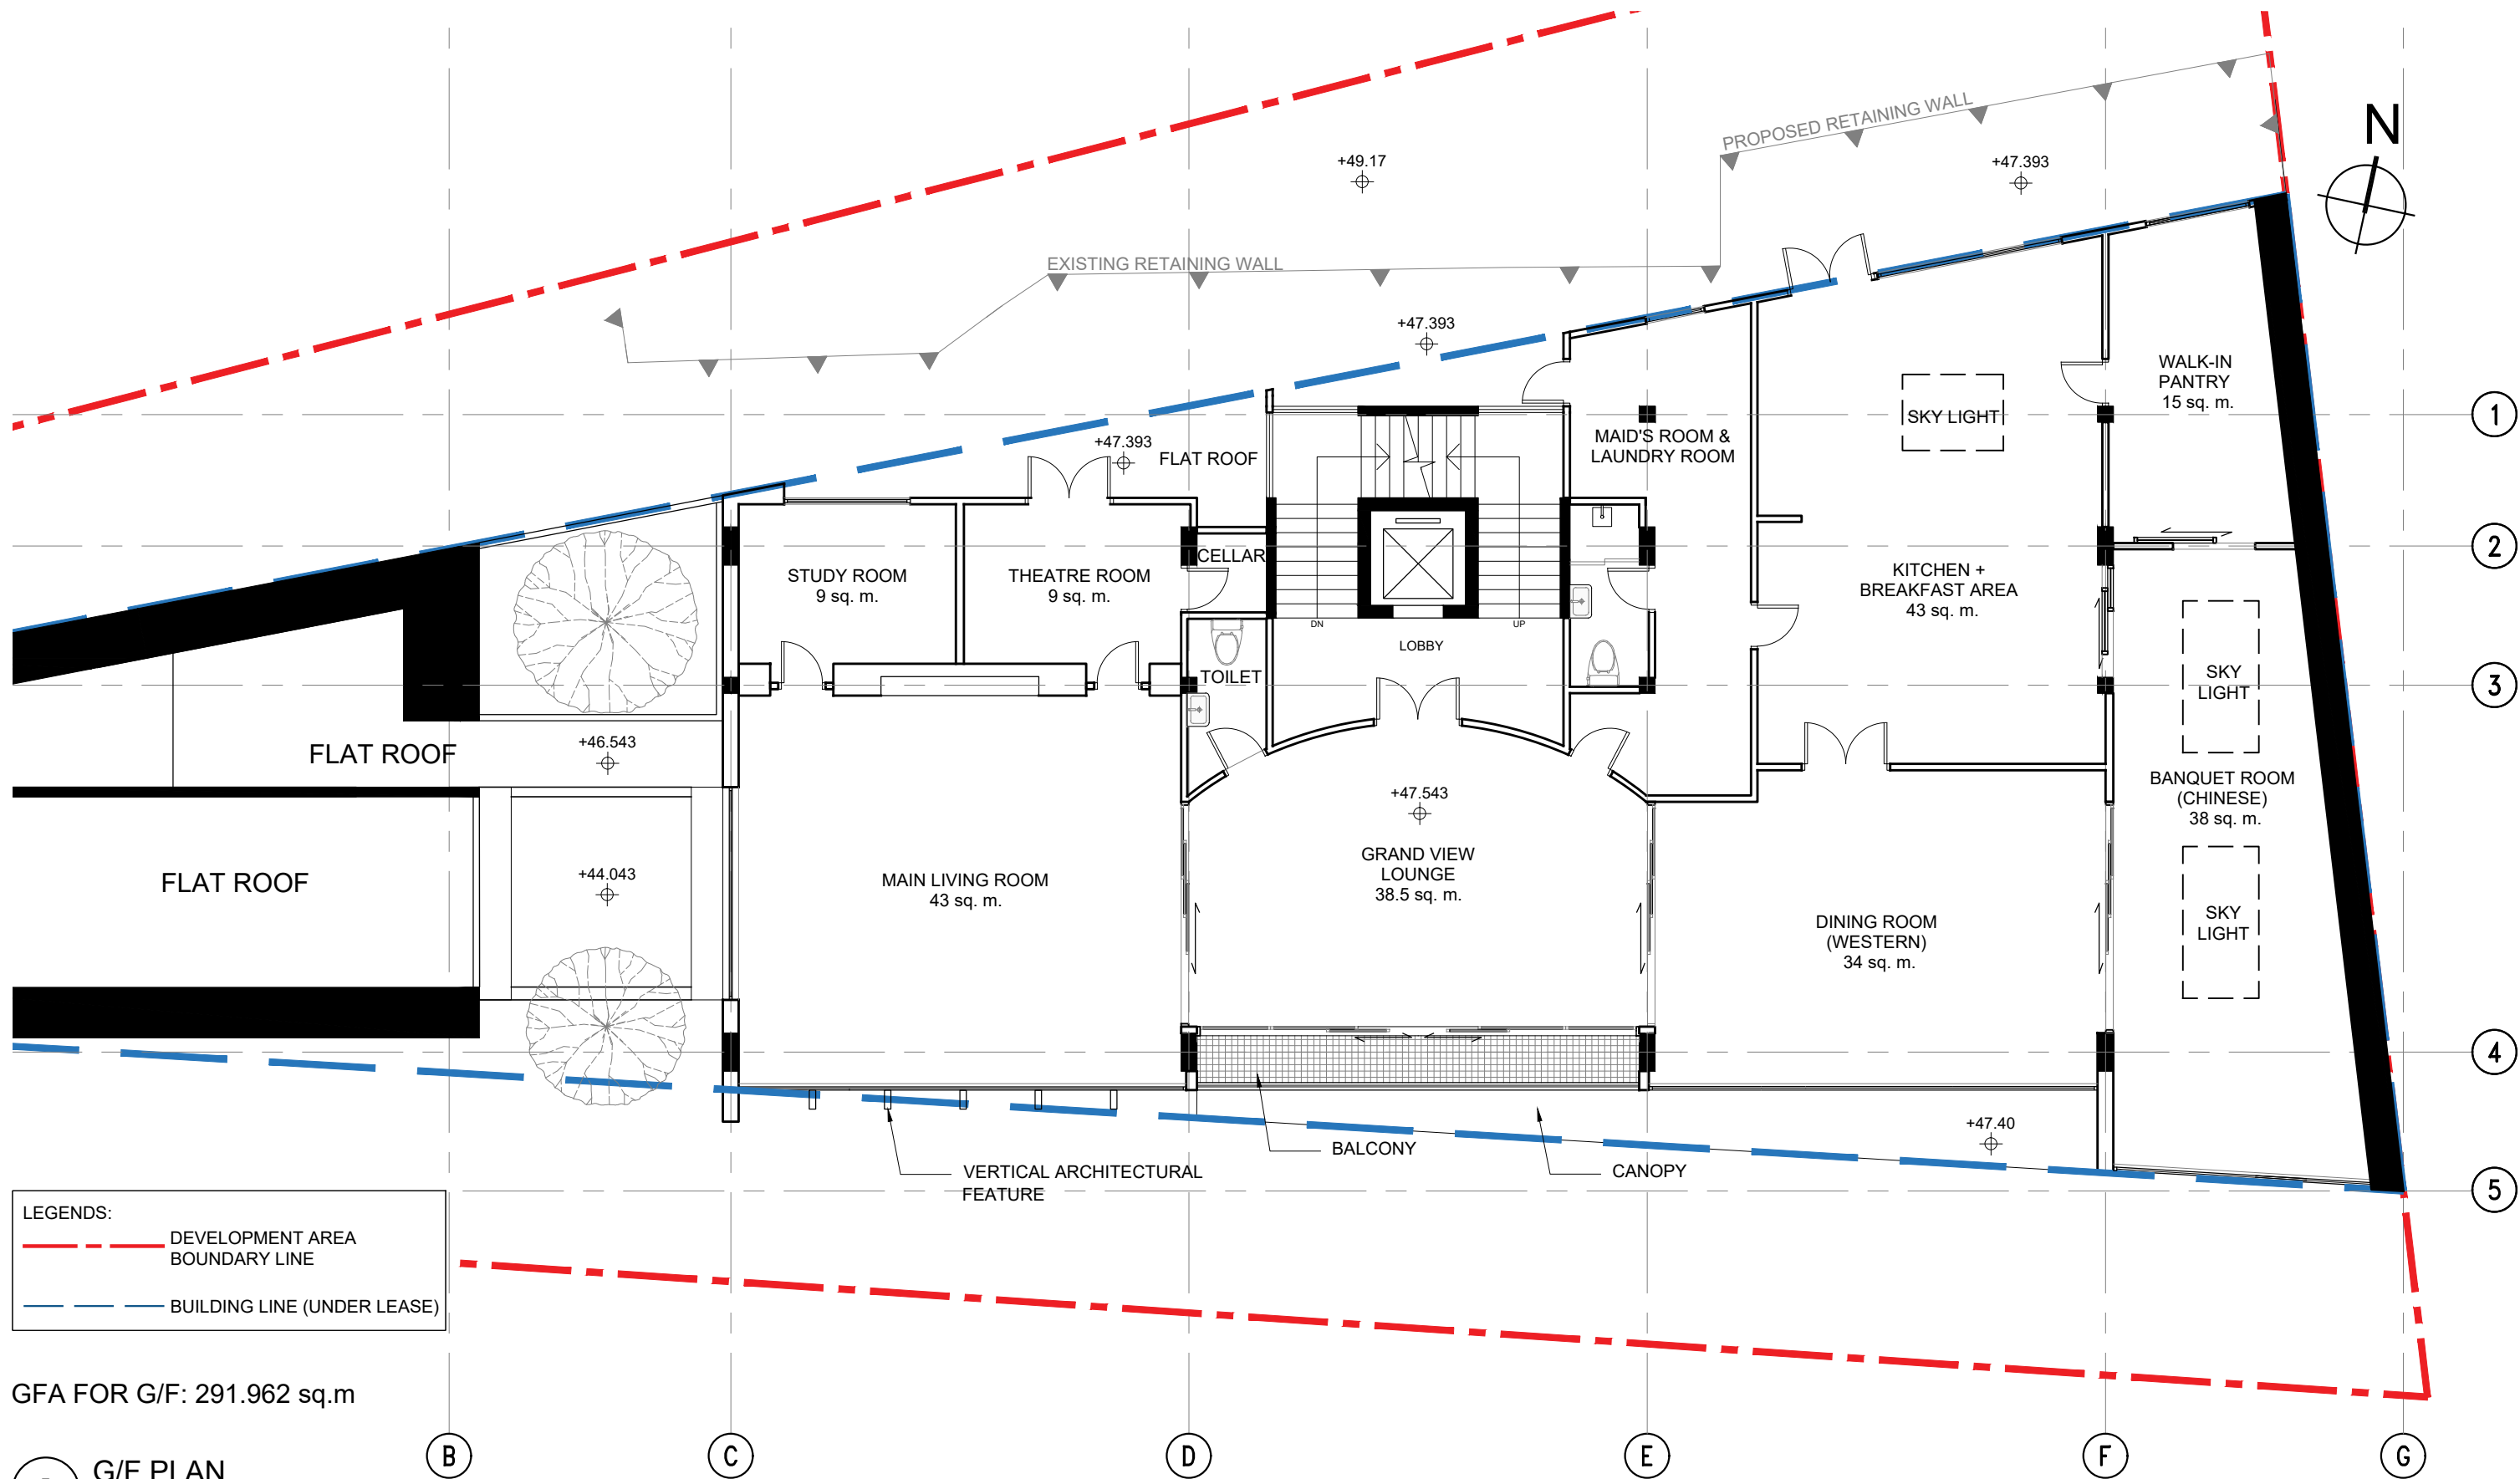 N
PROPOSED RETAINING WALL
+49.17
+47.393
EXISTING RETAINING WALL
+47.393
WALK-IN
PANTRY
15 sq. m.
SKY LIGHT
1
+47.393
FLAT ROOF
MAID'S ROOM &
LAUNDRY ROOM
2
CELLAR
STUDY ROOM
9 sq. m.
THEATRE ROOM
9 sq. m.
KITCHEN +
BREAKFAST AREA
43 sq. m.
DN
UP
LOBBY
TOILET
SKY
LIGHT
3
FLAT ROOF
+46.543
BANQUET ROOM
(CHINESE)
38 sq. m.
+47.543
FLAT ROOF
+44.043
MAIN LIVING ROOM
43 sq. m.
GRAND VIEW
LOUNGE
38.5 sq. m.
DINING ROOM
(WESTERN)
34 sq. m.
SKY
LIGHT
4
+47.40
BALCONY
CANOPY
VERTICAL ARCHITECTURAL
FEATURE
5
LEGENDS:
DEVELOPMENT AREA
BOUNDARY LINE
BUILDING LINE (UNDER LEASE)
GFA FOR G/F: 291.962 sq.m
B
C
D
E
F
G
G/F PLAN